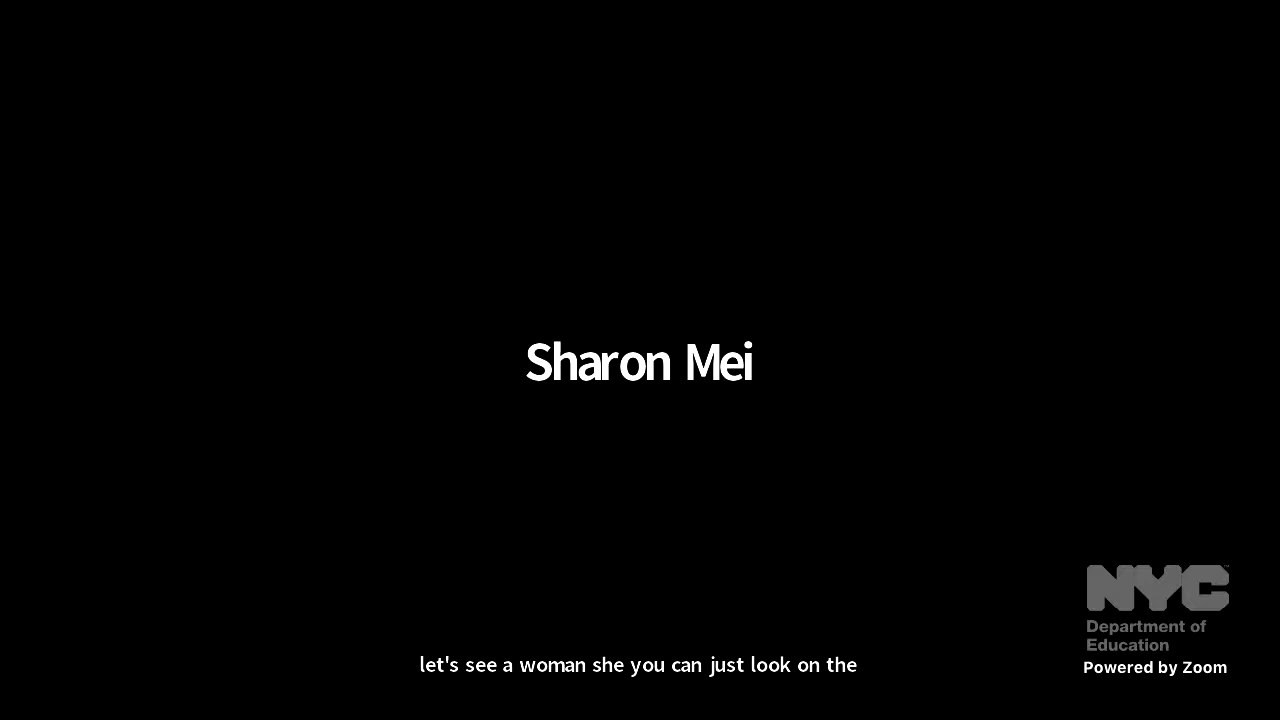 Sharon Mei
NYC
Department of
Education
let's see a woman she you can just look on the
Powered by Zoom